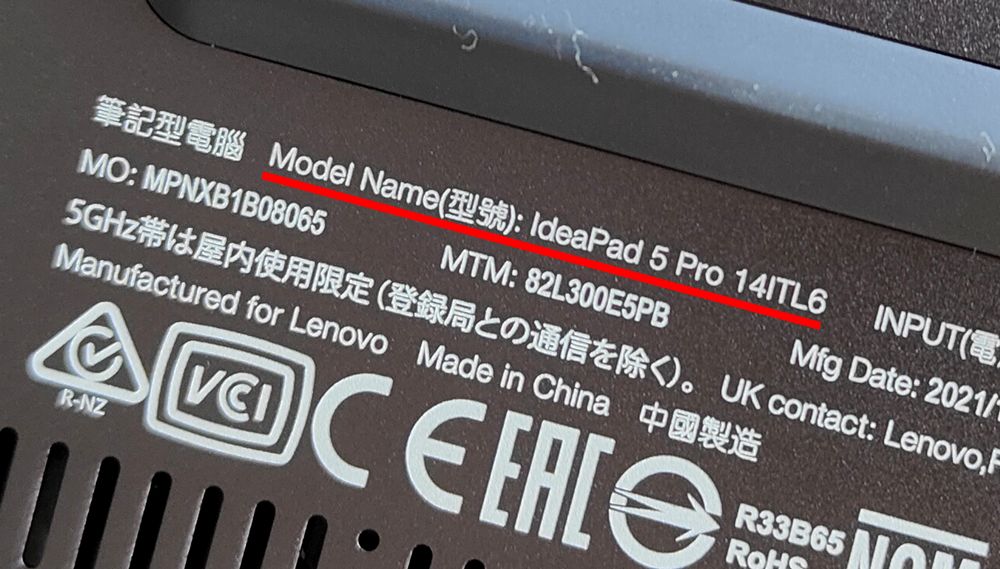 筆記型電腦 Model Name(型號): IdeaPad 5 Pro 14ITL6 INPUT(電
MO: MPNXB1B08065 MTM: 82L300E5PB Mfg Date: 2021/
5GHz帯は屋内使用限定(登録局との通信を除く)。 UK contact: Lenovo,
Manufactured for Lenovo Made in China 中國製造
R-NZ
VCCI
CE
EAC
R33B65
RoHS
NOM